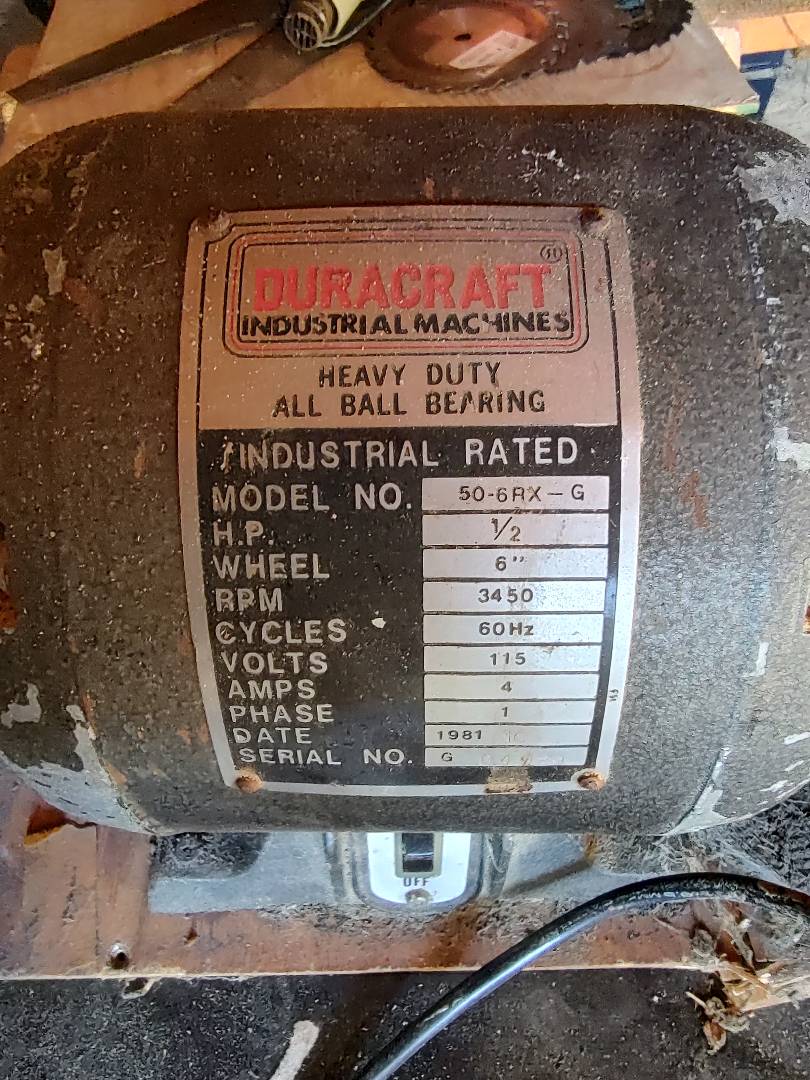 DURACRAFT ®
INDUSTRIAL MACHINES
HEAVY DUTY
ALL BALL BEARING
INDUSTRIAL RATED
MODEL NO. 50-6RX-G
H.P. 1/2
WHEEL 6"
RPM 3450
CYCLES 60Hz
VOLTS 115
AMPS 4
PHASE 1
DATE 1981
SERIAL NO. G
OFF